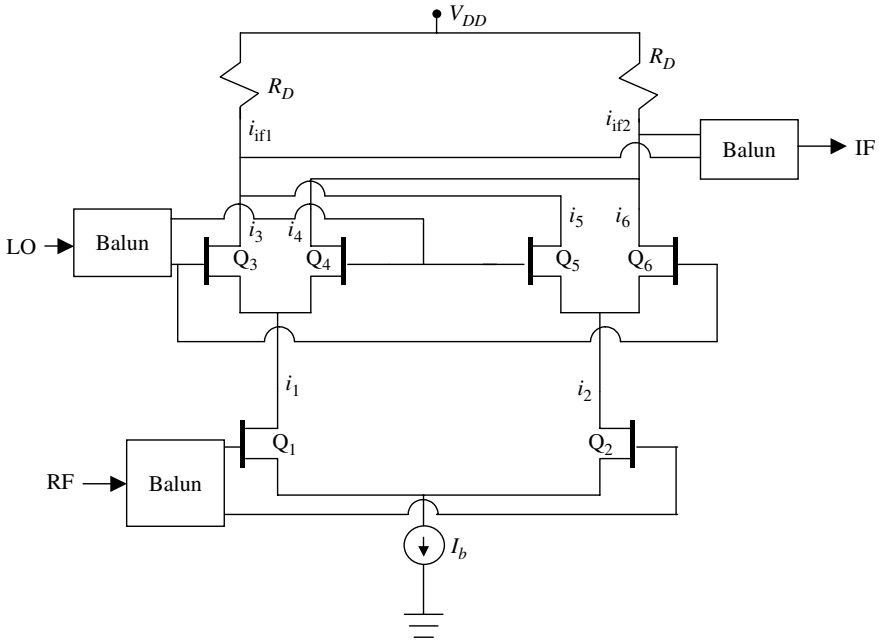 V_DD
R_D
R_D
i_if1
i_if2
Balun
IF
LO
Balun
i_3
i_4
i_5
i_6
Q_3
Q_4
Q_5
Q_6
i_1
i_2
RF
Balun
Q_1
Q_2
I_b